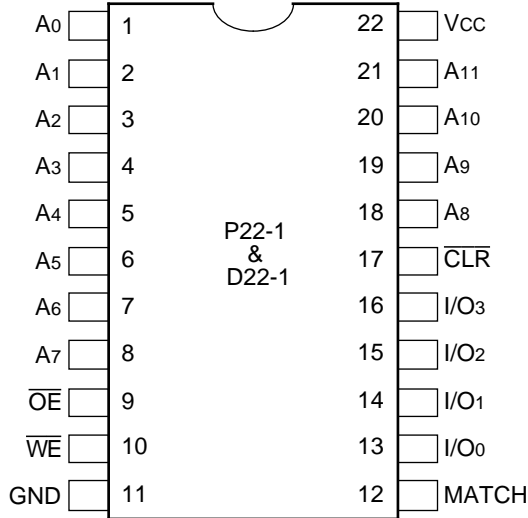 A0 1 22 VCC
A1 2 21 A11
A2 3 20 A10
A3 4 19 A9
A4 5 18 A8
P22-1
&
D22-1
A5 6 17 CLR
A6 7 16 I/O3
A7 8 15 I/O2
OE 9 14 I/O1
WE 10 13 I/O0
GND 11 12 MATCH